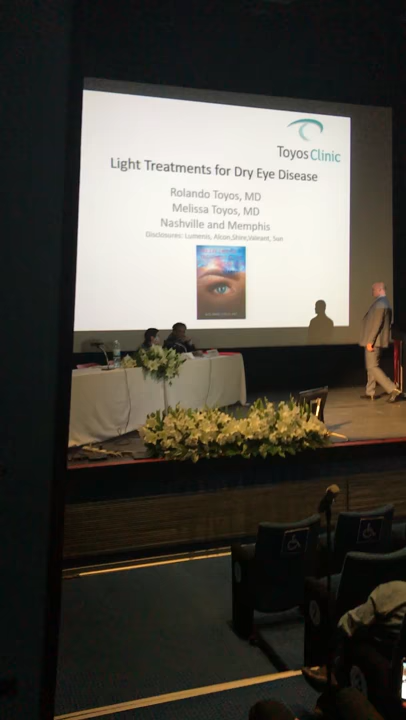 Toyos Clinic
Light Treatments for Dry Eye Disease
Rolando Toyos, MD
Melissa Toyos, MD
Nashville and Memphis
Disclosures: Lumenis, Alcon,Shire,Valeant, Sun